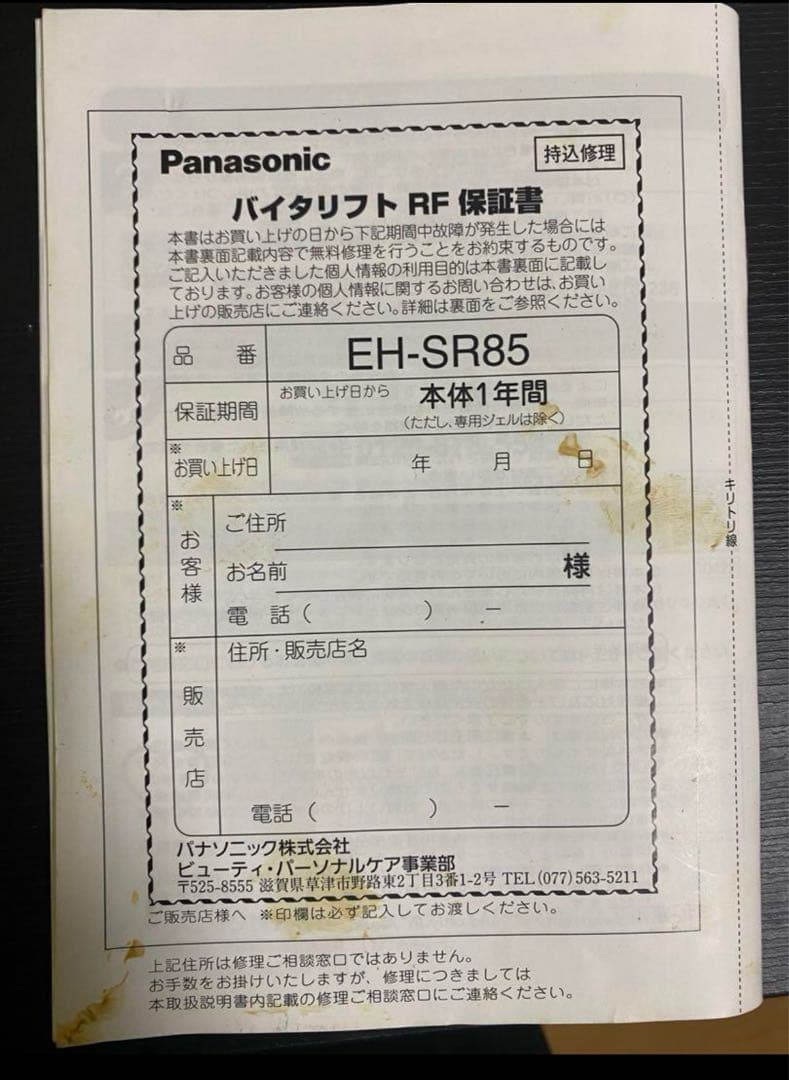 Panasonic
持込修理
バイタリフト RF 保証書
本書はお買い上げの日から下記期間中故障が発生した場合には
本書裏面記載内容で無料修理を行うことをお約束するものです。
ご記入いただきました個人情報の利用目的は本書裏面に記載し
ております。お客様の個人情報に関するお問い合わせは、お買い
上げの販売店にご連絡ください。詳細は裏面をご参照ください。
品 番 EH-SR85
保証期間 お買い上げ日から 本体1年間
(ただし、専用ジェルは除く)
※お買い上げ日 年 月 日
※お客様
ご住所
お名前 様
電話( ) ー
※販売店
住所・販売店名
電話( ) ー
パナソニック株式会社
ビューティ・パーソナルケア事業部
〒525-8555 滋賀県草津市野路東2丁目3番1-2号 TEL(077)563-5211
ご販売店様へ ※印欄は必ず記入してお渡しください。
上記住所は修理ご相談窓口ではありません。
お手数をお掛けいたしますが、修理につきましては
本取扱説明書内記載の修理ご相談窓口にご連絡ください。
キリトリ線